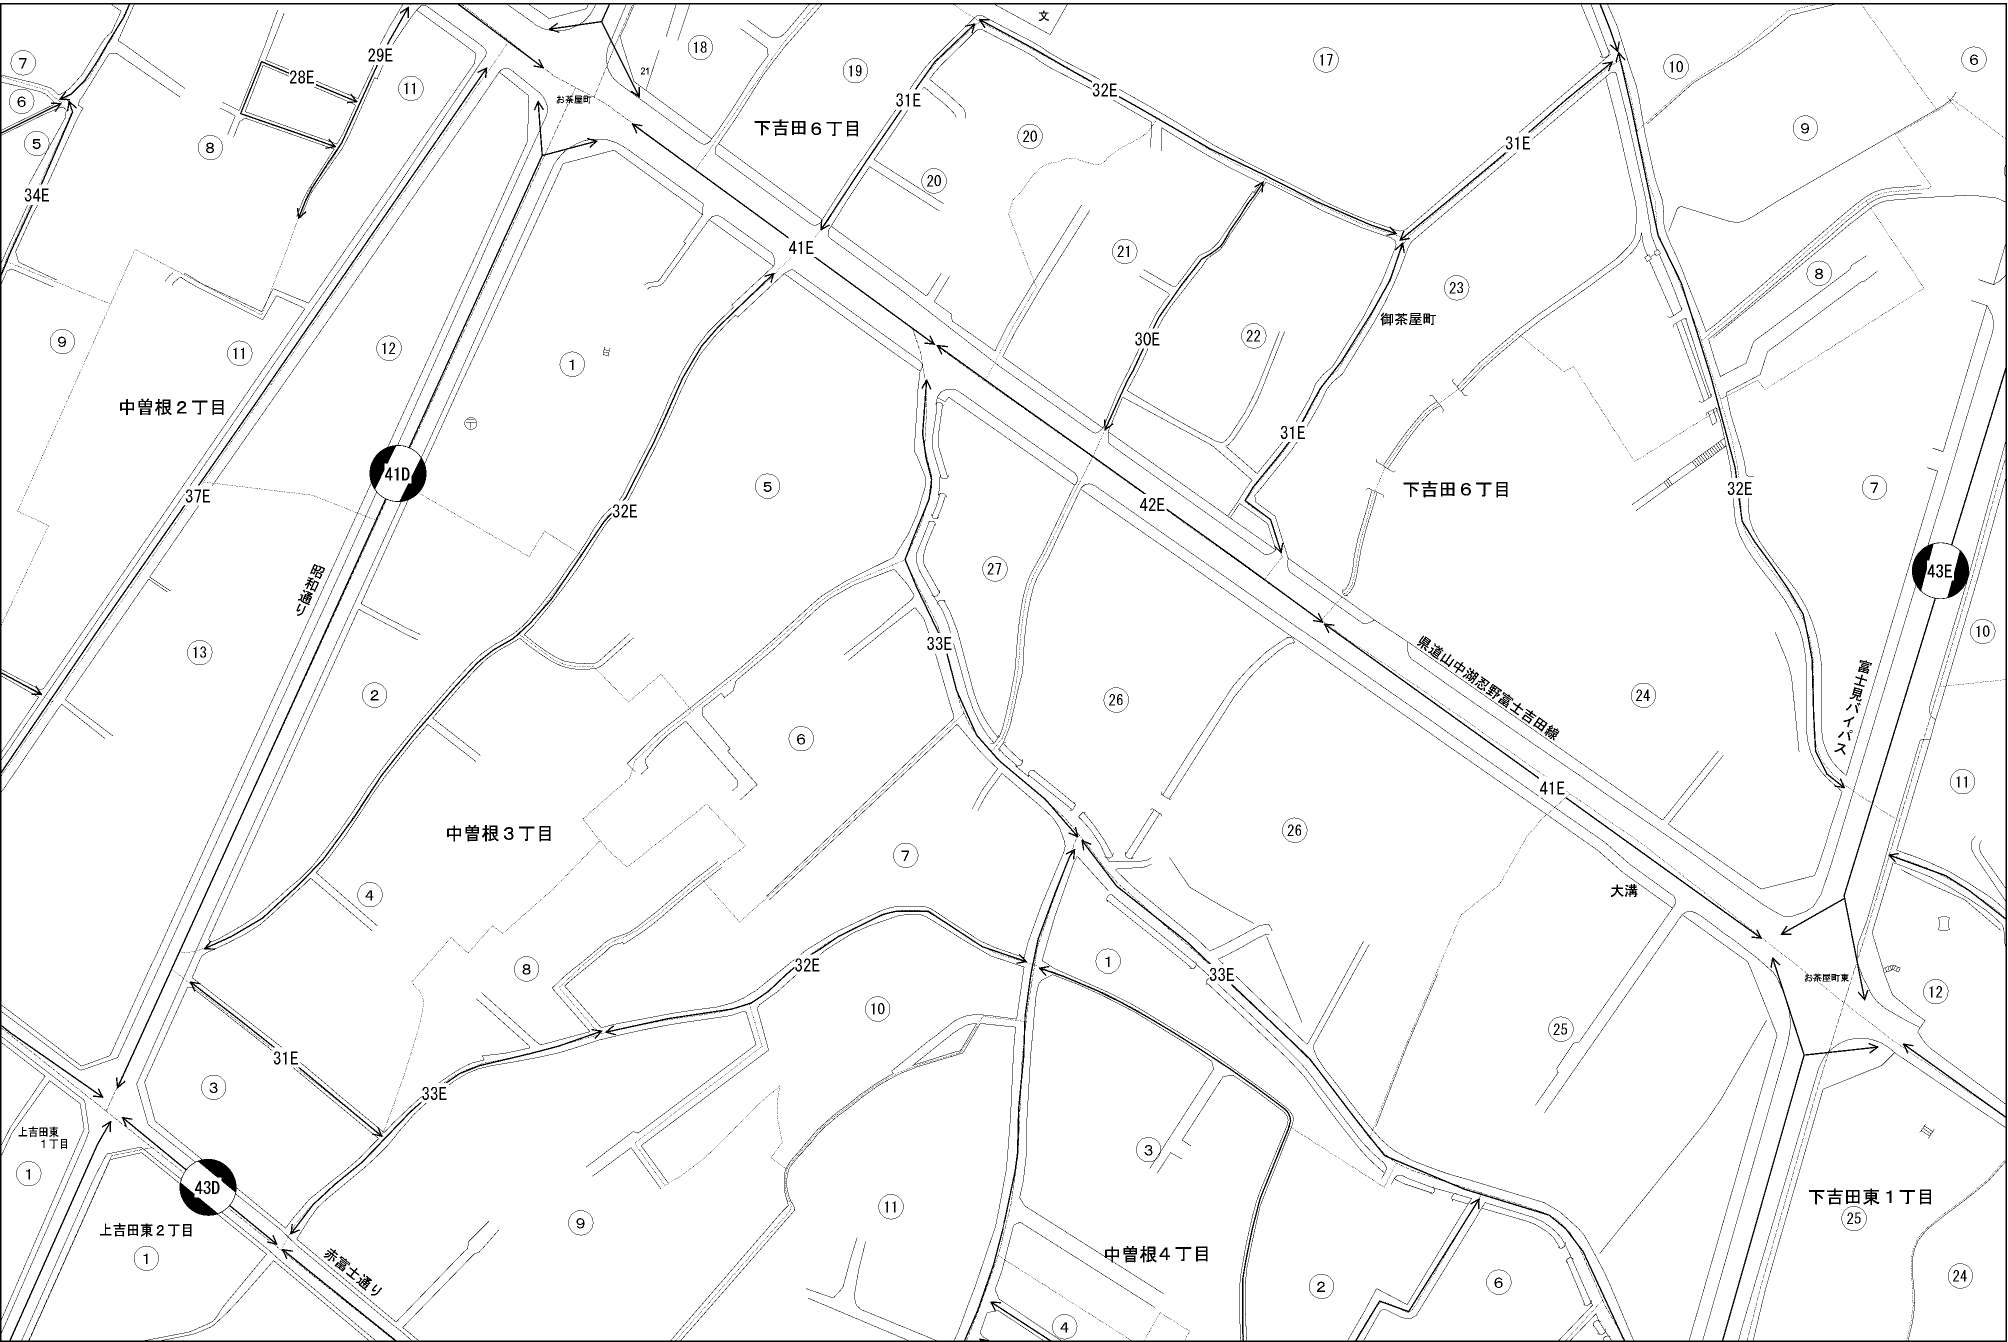 文
18
17
29E
7
28E
11
19
32E
10
6
21
お茶屋町
31E
6
下吉田６丁目
20
9
5
8
31E
34E
20
41E
21
8
23
御茶屋町
30E
22
9
11
12
1
中曽根２丁目
31E
〒
41D
37E
32E
5
42E
下吉田６丁目
32E
7
27
43E
昭和通り
33E
10
13
2
26
県道山中湖忍野富士吉田線
24
富士見バイパス
6
11
41E
中曽根３丁目
26
7
大溝
4
8
32E
1
33E
お茶屋町東
12
10
25
31E
3
33E
上吉田東
１丁目
3
1
43D
11
下吉田東１丁目
25
上吉田東２丁目
9
中曽根４丁目
1
赤富士通り
2
6
24
4